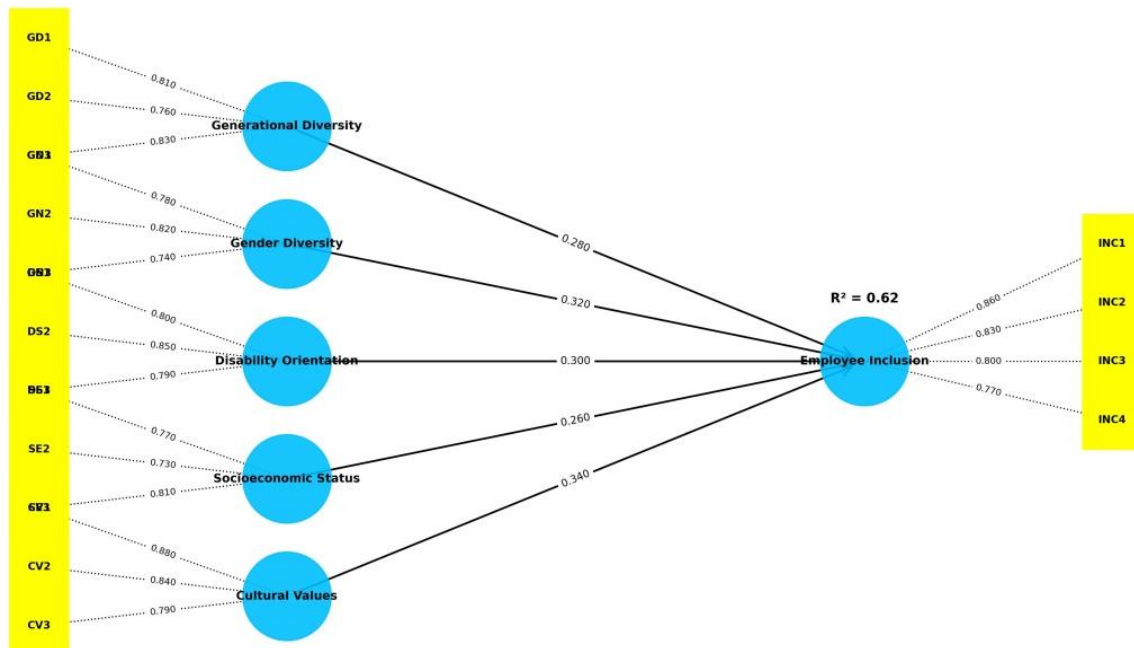 GD1
GD2
GN2
DS2
SE2
CV2
CV3
0.810
0.760
0.830
0.780
0.820
0.740
0.800
0.850
0.790
0.770
0.730
0.810
0.880
0.840
0.790
Generational Diversity
Gender Diversity
Disability Orientation
Socioeconomic Status
Cultural Values
0.280
0.320
0.300
0.260
0.340
R² = 0.62
Employee Inclusion
0.860
0.830
0.800
0.770
INC1
INC2
INC3
INC4